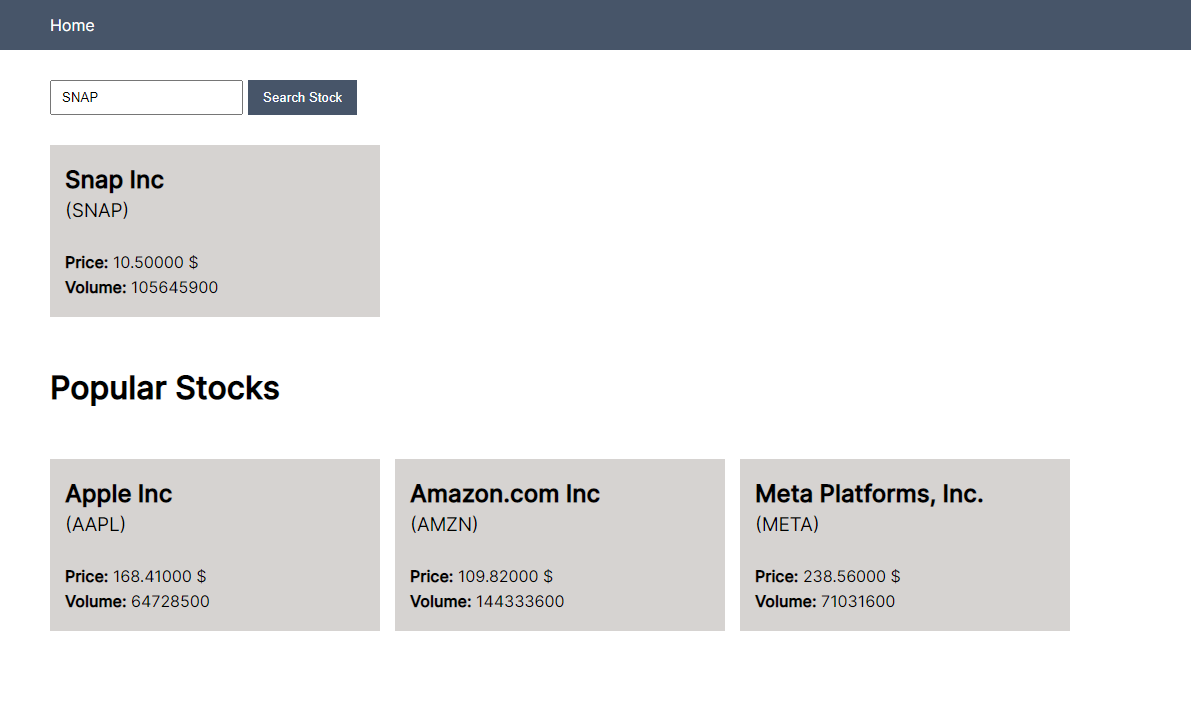 Home
SNAP Search Stock
Snap Inc
(SNAP)
Price: 10.50000 $
Volume: 105645900
Popular Stocks
Apple Inc
(AAPL)
Price: 168.41000 $
Volume: 64728500
Amazon.com Inc
(AMZN)
Price: 109.82000 $
Volume: 144333600
Meta Platforms, Inc.
(META)
Price: 238.56000 $
Volume: 71031600